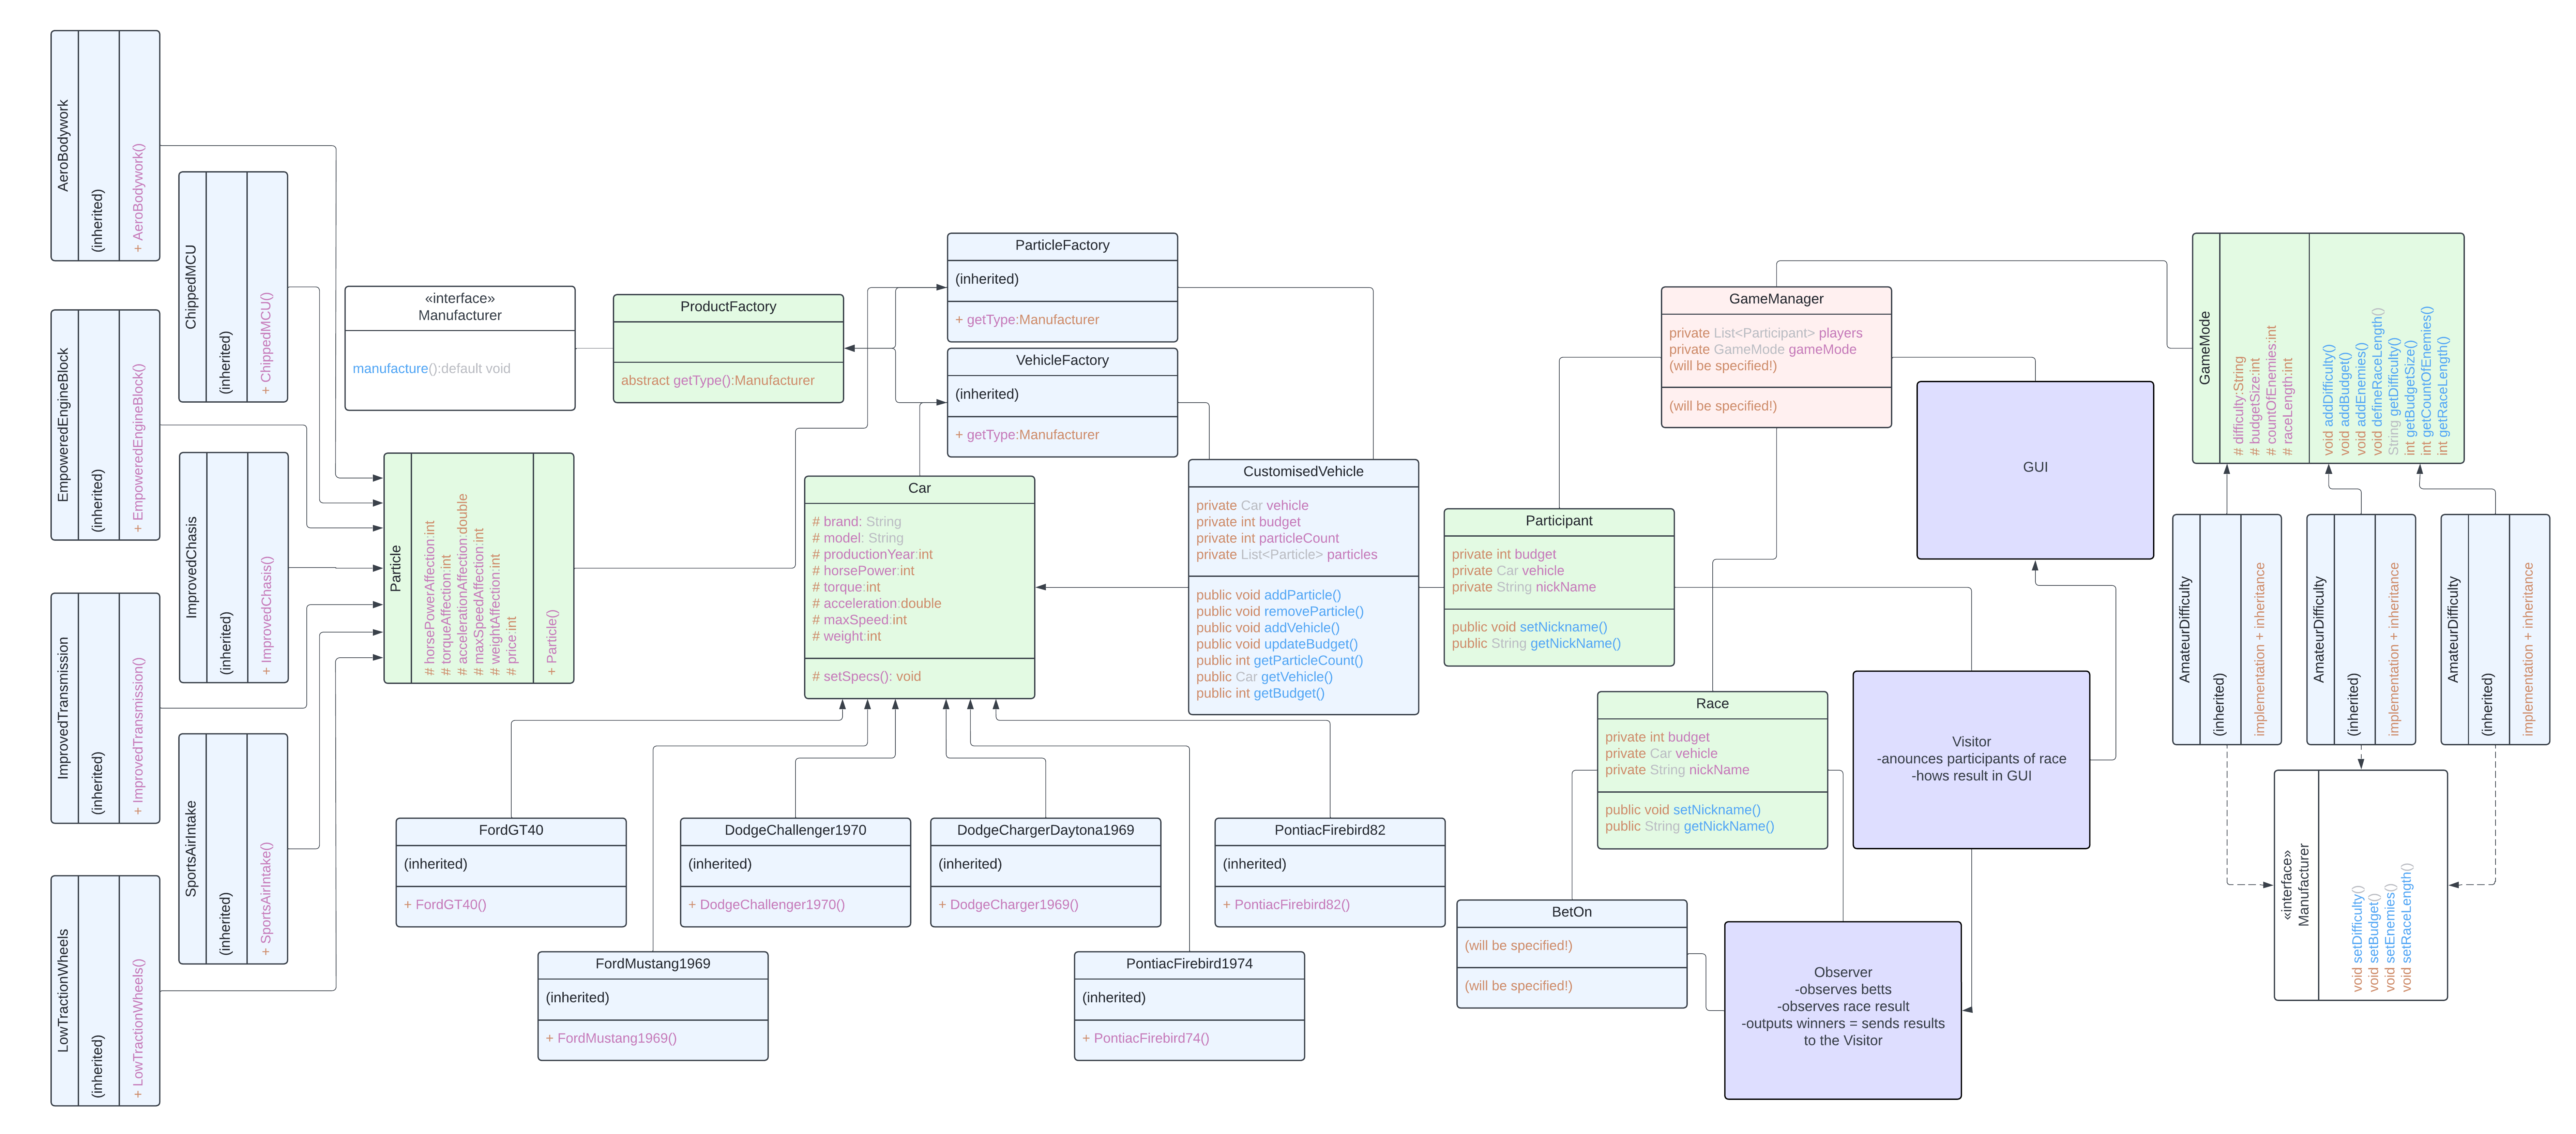 AeroBodywork
(inherited)
+ AeroBodywork()
ChippedMCU
(inherited)
+ ChippedMCU()
EmpoweredEngineBlock
(inherited)
+ EmpoweredEngineBlock()
ImprovedChasis
(inherited)
+ ImprovedChasis()
ImprovedTransmission
(inherited)
+ ImprovedTransmission()
SportsAirIntake
(inherited)
+ SportsAirIntake()
LowTractionWheels
(inherited)
+ LowTractionWheels()
«interface»
Manufacturer
manufacture():default void
ProductFactory
abstract getType():Manufacturer
Particle
# horsePowerAffection:int
# torqueAffection:int
# accelerationAffection:double
# maxSpeedAffection:int
# weightAffection:int
# price:int
+ Particle()
ParticleFactory
(inherited)
+ getType:Manufacturer
VehicleFactory
(inherited)
+ getType:Manufacturer
Car
# brand: String
# model: String
# productionYear:int
# horsePower:int
# torque:int
# acceleration:double
# maxSpeed:int
# weight:int
# setSpecs(): void
CustomisedVehicle
private Car vehicle
private int budget
private int particleCount
private List<Particle> particles
public void addParticle()
public void removeParticle()
public void addVehicle()
public void updateBudget()
public int getParticleCount()
public Car getVehicle()
public int getBudget()
FordGT40
(inherited)
+ FordGT40()
DodgeChallenger1970
(inherited)
+ DodgeChallenger1970()
DodgeChargerDaytona1969
(inherited)
+ DodgeCharger1969()
PontiacFirebird82
(inherited)
+ PontiacFirebird82()
FordMustang1969
(inherited)
+ FordMustang1969()
PontiacFirebird1974
(inherited)
+ PontiacFirebird74()
GameManager
private List<Participant> players
private GameMode gameMode
(will be specified!)
(will be specified!)
Participant
private int budget
private Car vehicle
private String nickName
public void setNickname()
public String getNickName()
GUI
Race
private int budget
private Car vehicle
private String nickName
public void setNickname()
public String getNickName()
Visitor
-anounces participants of race
-hows result in GUI
BetOn
(will be specified!)
(will be specified!)
Observer
-observes betts
-observes race result
-outputs winners = sends results
to the Visitor
GameMode
# difficulty:String
# budgetSize:int
# countOfEnemies:int
# raceLength:int
void addDifficulty()
void addBudget()
void addEnemies()
void defineRaceLength()
String getDifficulty()
int getBudgetSize()
int getCountOfEnemies()
int getRaceLength()
AmateurDifficulty
(inherited)
implementation + inheritance
AmateurDifficulty
(inherited)
implementation + inheritance
AmateurDifficulty
(inherited)
implementation + inheritance
«interface»
Manufacturer
void setDifficulty()
void setBudget()
void setEnemies()
void setRaceLength()